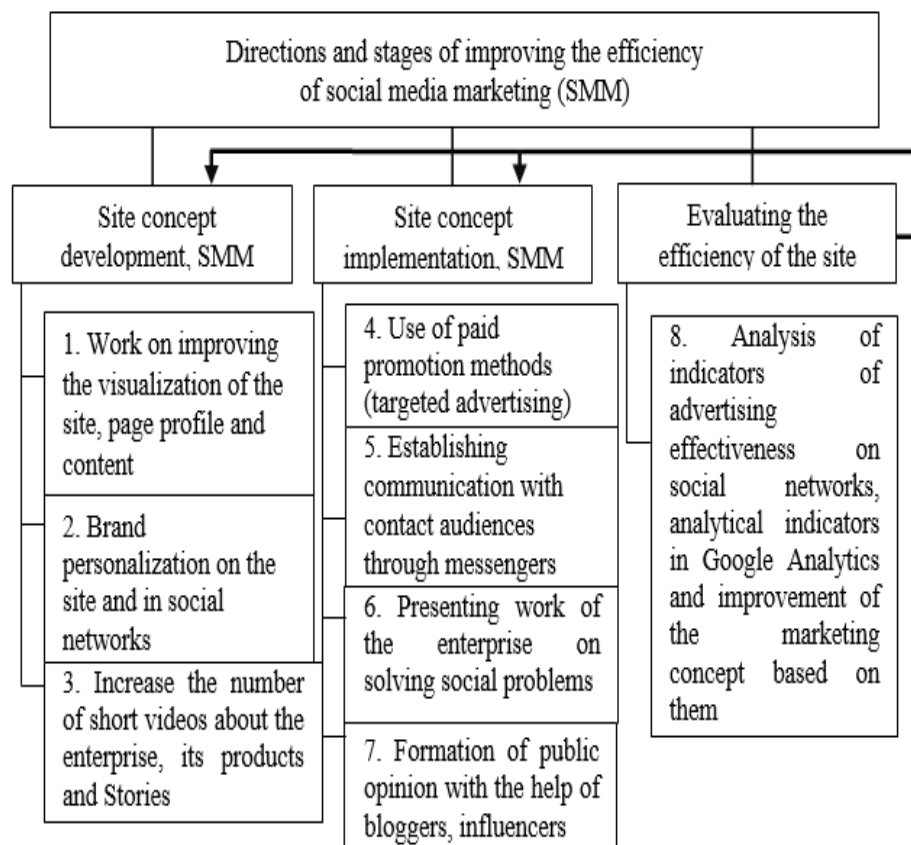 Directions and stages of improving the efficiency
of social media marketing (SMM)
Site concept
development, SMM
Site concept
implementation, SMM
Evaluating the
efficiency of the site
1. Work on improving
the visualization of the
site, page profile and
content
2. Brand
personalization on the
site and in social
networks
3. Increase the number
of short videos about the
enterprise, its products
and Stories
4. Use of paid
promotion methods
(targeted advertising)
5. Establishing
communication with
contact audiences
through messengers
6. Presenting work of
the enterprise on
solving social problems
7. Formation of public
opinion with the help of
bloggers, influencers
8. Analysis of
indicators of
advertising
effectiveness on
social networks,
analytical indicators
in Google Analytics
and improvement of
the marketing
concept based on
them